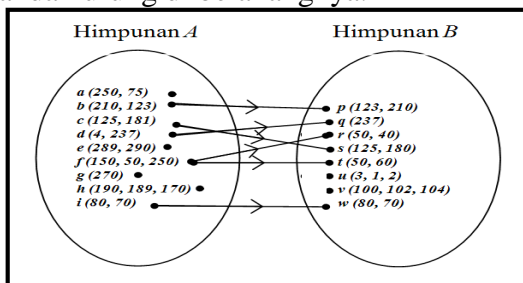 Himpunan A
Himpunan B
a (250, 75)
b (210, 123)
c (125, 181)
d (4, 237)
e (289, 290)
f (150, 50, 250)
g (270)
h (190, 189, 170)
i (80, 70)
p (123, 210)
q (237)
r (50, 40)
s (125, 180)
t (50, 60)
u (3, 1, 2)
v (100, 102, 104)
w (80, 70)